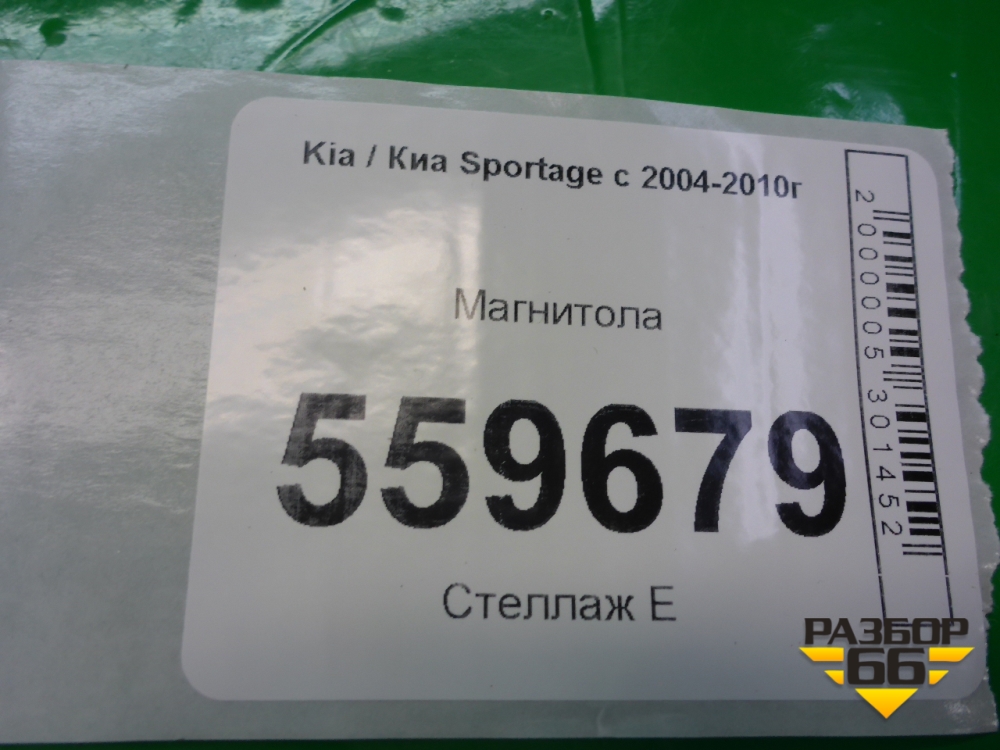 Kia / Киа Sportage с 2004-2010г
Магнитола
559679
Стеллаж Е
2000005301452
РАЗБОР
66